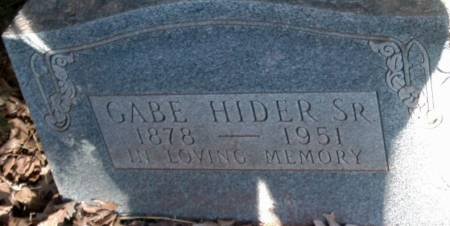 GABE HIDER SR
1878 — 1951
IN LOVING MEMORY